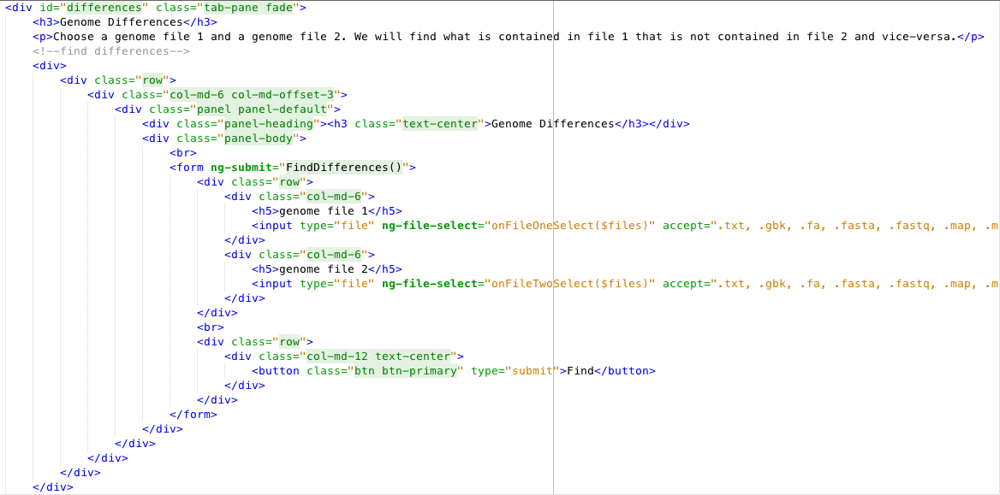 <div id="differences" class="tab-pane fade">
    <h3>Genome Differences</h3>
    <p>Choose a genome file 1 and a genome file 2. We will find what is contained in file 1 that is not contained in file 2 and vice-versa.</p>
    <!--find differences-->
    <div>
        <div class="row">
            <div class="col-md-6 col-md-offset-3">
                <div class="panel panel-default">
                    <div class="panel-heading"><h3 class="text-center">Genome Differences</h3></div>
                    <div class="panel-body">
                        <br>
                        <form ng-submit="FindDifferences()">
                            <div class="row">
                                <div class="col-md-6">
                                    <h5>genome file 1</h5>
                                    <input type="file" ng-file-select="onFileOneSelect($files)" accept=".txt, .gbk, .fa, .fasta, .fastq, .map, .m
                                </div>
                                <div class="col-md-6">
                                    <h5>genome file 2</h5>
                                    <input type="file" ng-file-select="onFileTwoSelect($files)" accept=".txt, .gbk, .fa, .fasta, .fastq, .map, .m
                                </div>
                            </div>
                            <br>
                            <div class="row">
                                <div class="col-md-12 text-center">
                                    <button class="btn btn-primary" type="submit">Find</button>
                                </div>
                            </div>
                        </form>
                    </div>
                </div>
            </div>
        </div>
    </div>